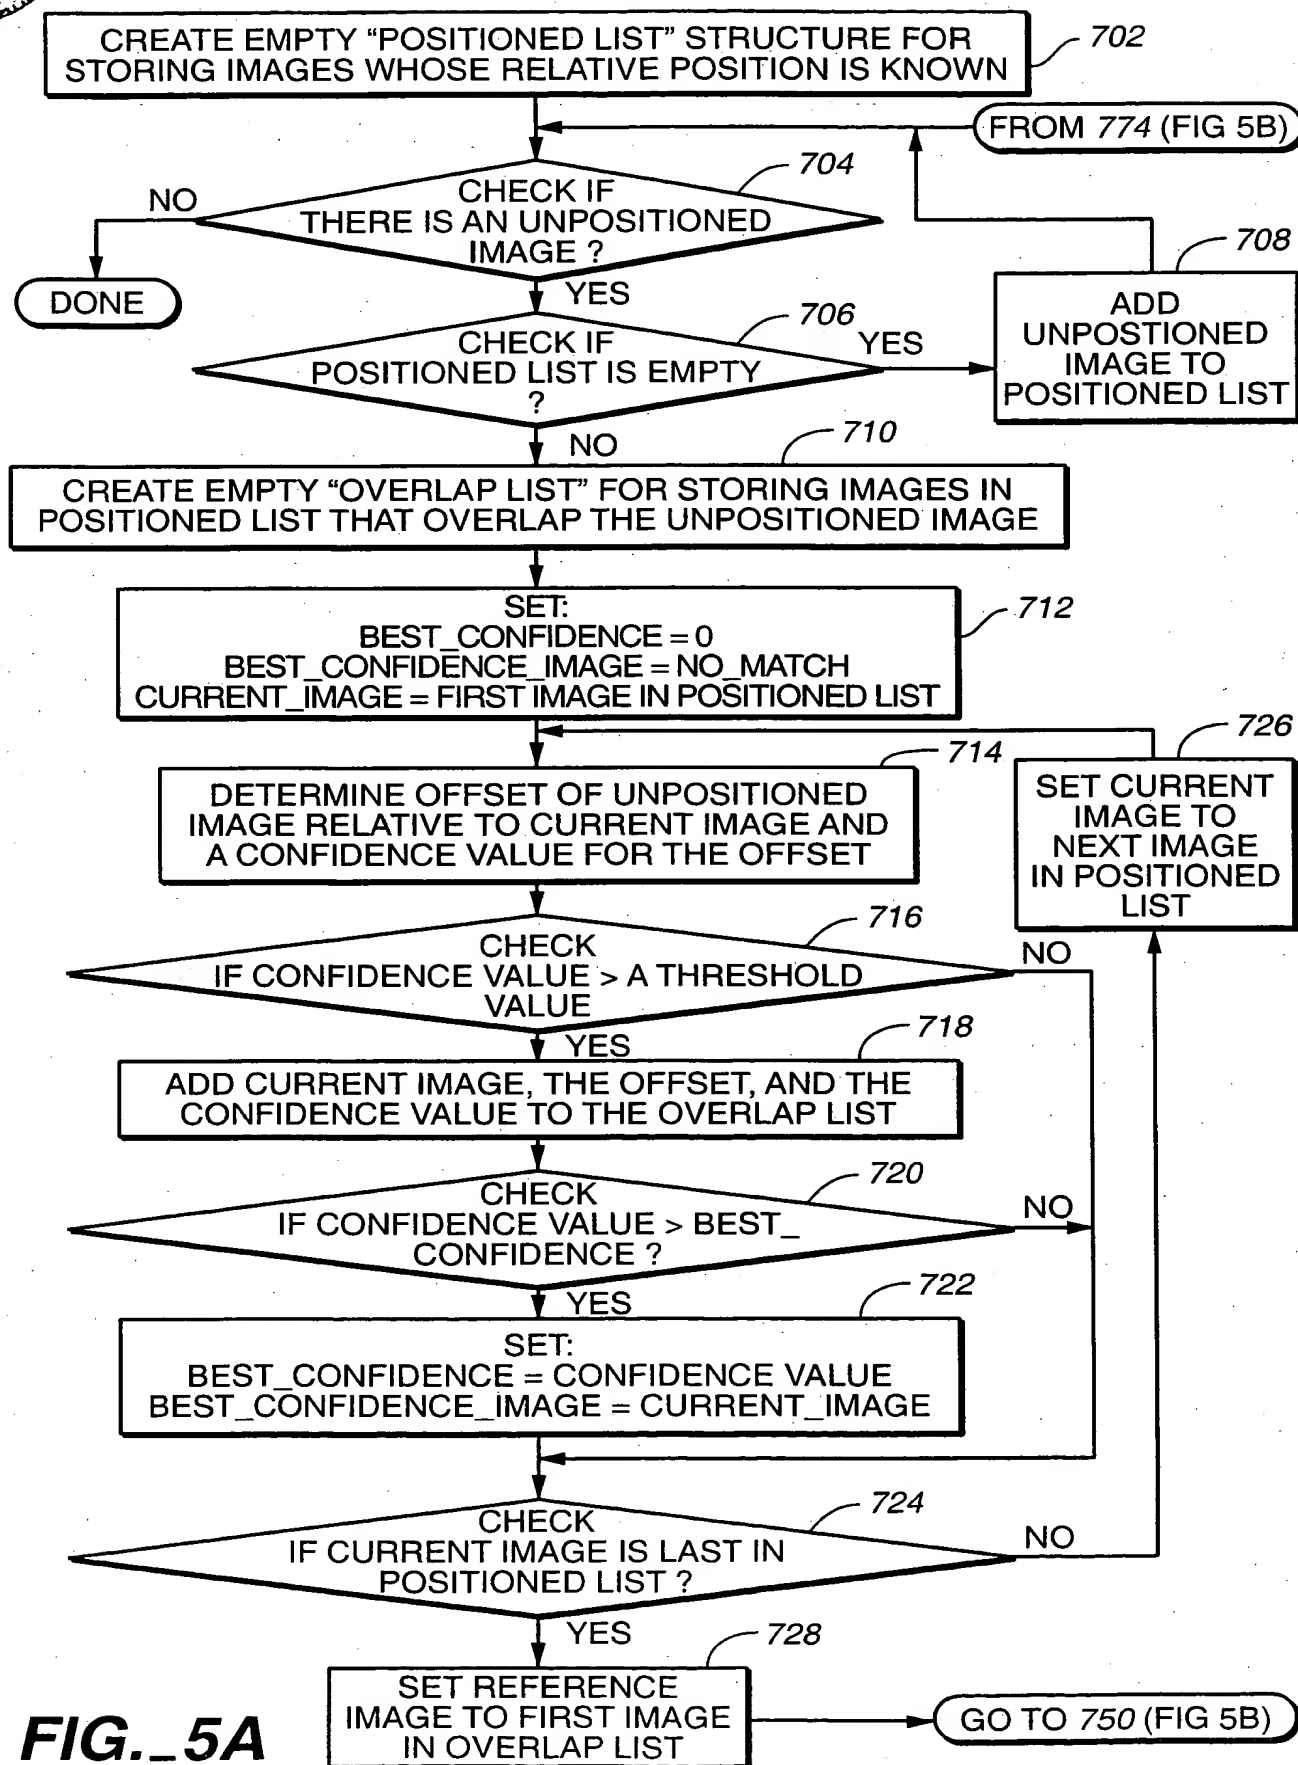 CREATE EMPTY “POSITIONED LIST” STRUCTURE FOR
STORING IMAGES WHOSE RELATIVE POSITION IS KNOWN
702
FROM 774 (FIG 5B)
704
NO
CHECK IF
THERE IS AN UNPOSITIONED
IMAGE ?
DONE
YES
708
ADD
UNPOSTIONED
IMAGE TO
POSITIONED LIST
706
CHECK IF
POSITIONED LIST IS EMPTY
?
YES
NO
710
CREATE EMPTY “OVERLAP LIST” FOR STORING IMAGES IN
POSITIONED LIST THAT OVERLAP THE UNPOSITIONED IMAGE
712
SET:
BEST_CONFIDENCE = 0
BEST_CONFIDENCE_IMAGE = NO_MATCH
CURRENT_IMAGE = FIRST IMAGE IN POSITIONED LIST
714
DETERMINE OFFSET OF UNPOSITIONED
IMAGE RELATIVE TO CURRENT IMAGE AND
A CONFIDENCE VALUE FOR THE OFFSET
726
SET CURRENT
IMAGE TO
NEXT IMAGE
IN POSITIONED
LIST
716
CHECK
IF CONFIDENCE VALUE > A THRESHOLD
VALUE
NO
YES
718
ADD CURRENT IMAGE, THE OFFSET, AND THE
CONFIDENCE VALUE TO THE OVERLAP LIST
720
CHECK
IF CONFIDENCE VALUE > BEST_
CONFIDENCE ?
NO
YES
722
SET:
BEST_CONFIDENCE = CONFIDENCE VALUE
BEST_CONFIDENCE_IMAGE = CURRENT_IMAGE
724
CHECK
IF CURRENT IMAGE IS LAST IN
POSITIONED LIST ?
NO
YES
728
SET REFERENCE
IMAGE TO FIRST IMAGE
IN OVERLAP LIST
GO TO 750 (FIG 5B)
FIG._5A